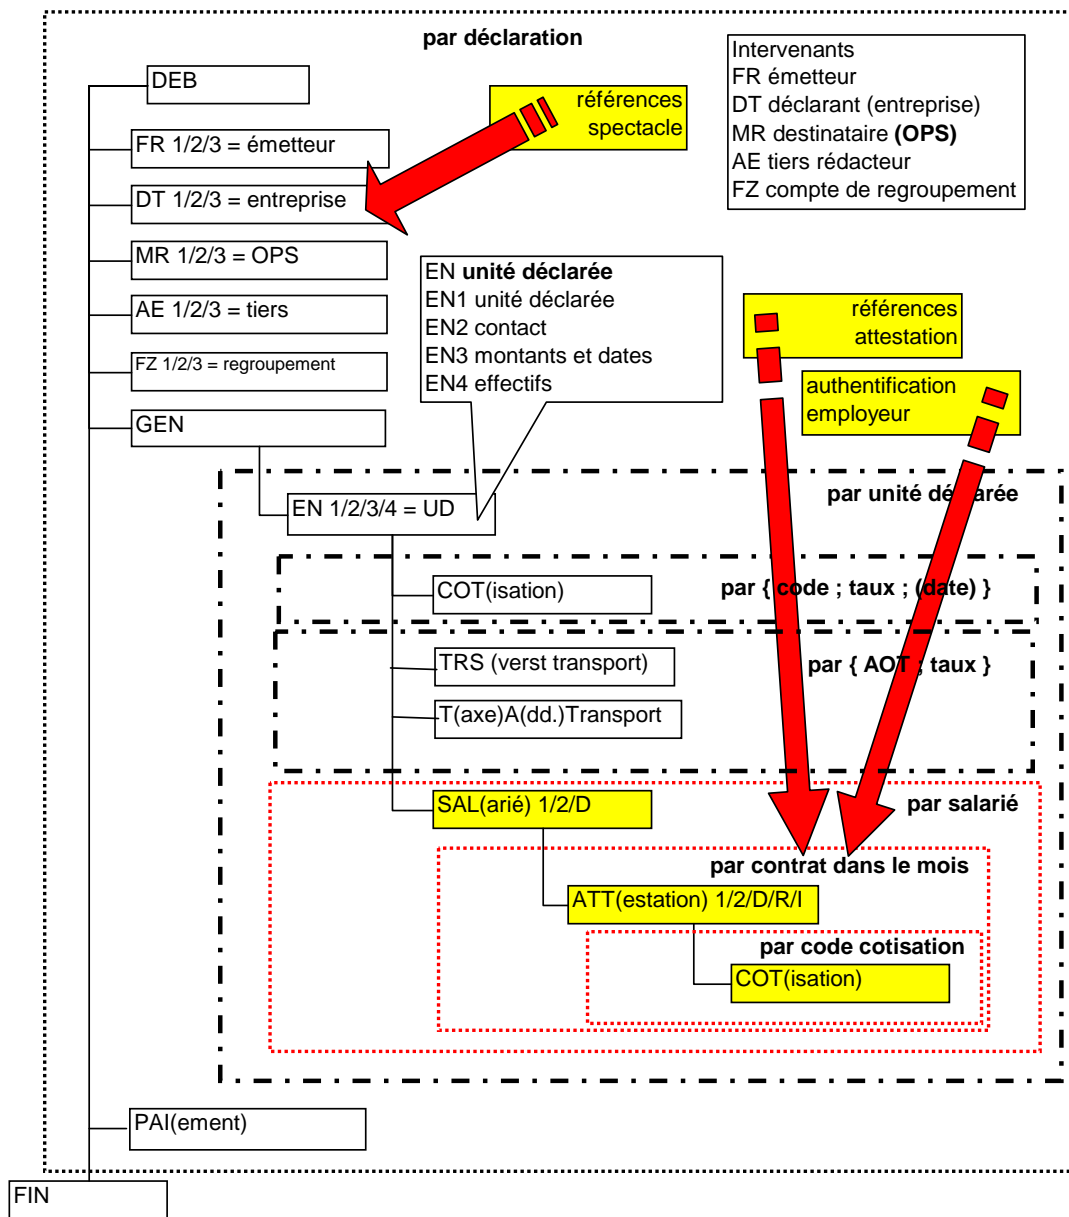 par déclaration
DEB
FR 1/2/3 = émetteur
DT 1/2/3 = entreprise
MR 1/2/3 = OPS
AE 1/2/3 = tiers
FZ 1/2/3 = regroupement
GEN
références
spectacle
Intervenants
FR émetteur
DT déclarant (entreprise)
MR destinataire (OPS)
AE tiers rédacteur
FZ compte de regroupement
EN unité déclarée
EN1 unité déclarée
EN2 contact
EN3 montants et dates
EN4 effectifs
références
attestation
authentification
employeur
par unité déclarée
EN 1/2/3/4 = UD
par { code ; taux ; (date) }
COT(isation)
par { AOT ; taux }
TRS (verst transport)
T(axe)A(dd.)Transport
par salarié
SAL(arié) 1/2/D
par contrat dans le mois
ATT(estation) 1/2/D/R/I
par code cotisation
COT(isation)
PAI(ement)
FIN